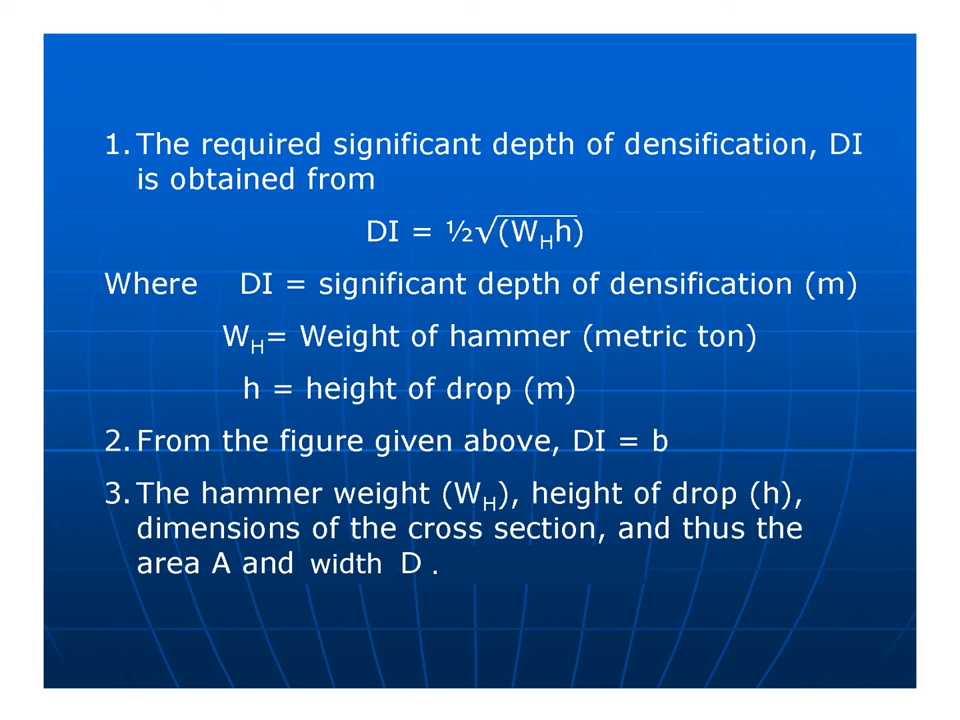 1. The required significant depth of densification, DI
is obtained from
DI = ½√(W_H h)
Where DI = significant depth of densification (m)
W_H= Weight of hammer (metric ton)
h = height of drop (m)
2. From the figure given above, DI = b
3. The hammer weight (W_H), height of drop (h),
dimensions of the cross section, and thus the
area A and width D .